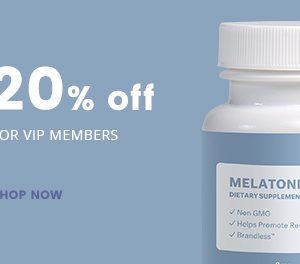 20% off
OR VIP MEMBERS
HOP NOW
MELATONI
DIETARY SUPPLEMEN
✓ Non GMO
✓ Helps Promote Res
✓ Brandless™